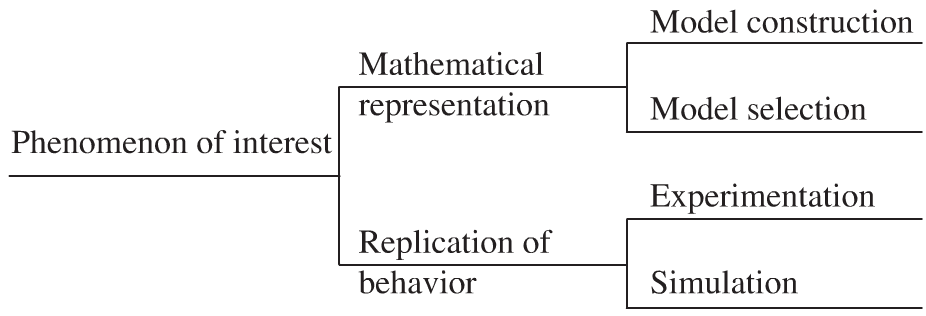 Phenomenon of interest
Mathematical
representation
Model construction
Model selection
Replication of
behavior
Experimentation
Simulation